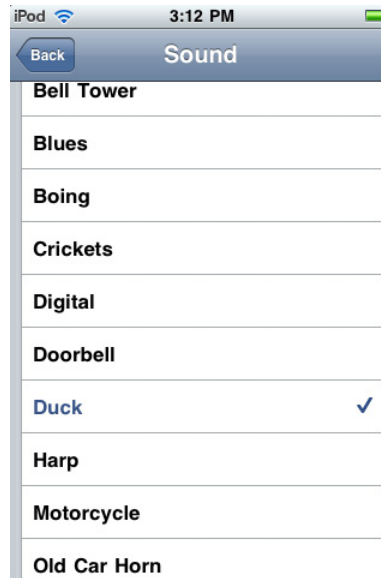 iPod 3:12 PM
Back Sound
Bell Tower
Blues
Boing
Crickets
Digital
Doorbell
Duck
Harp
Motorcycle
Old Car Horn